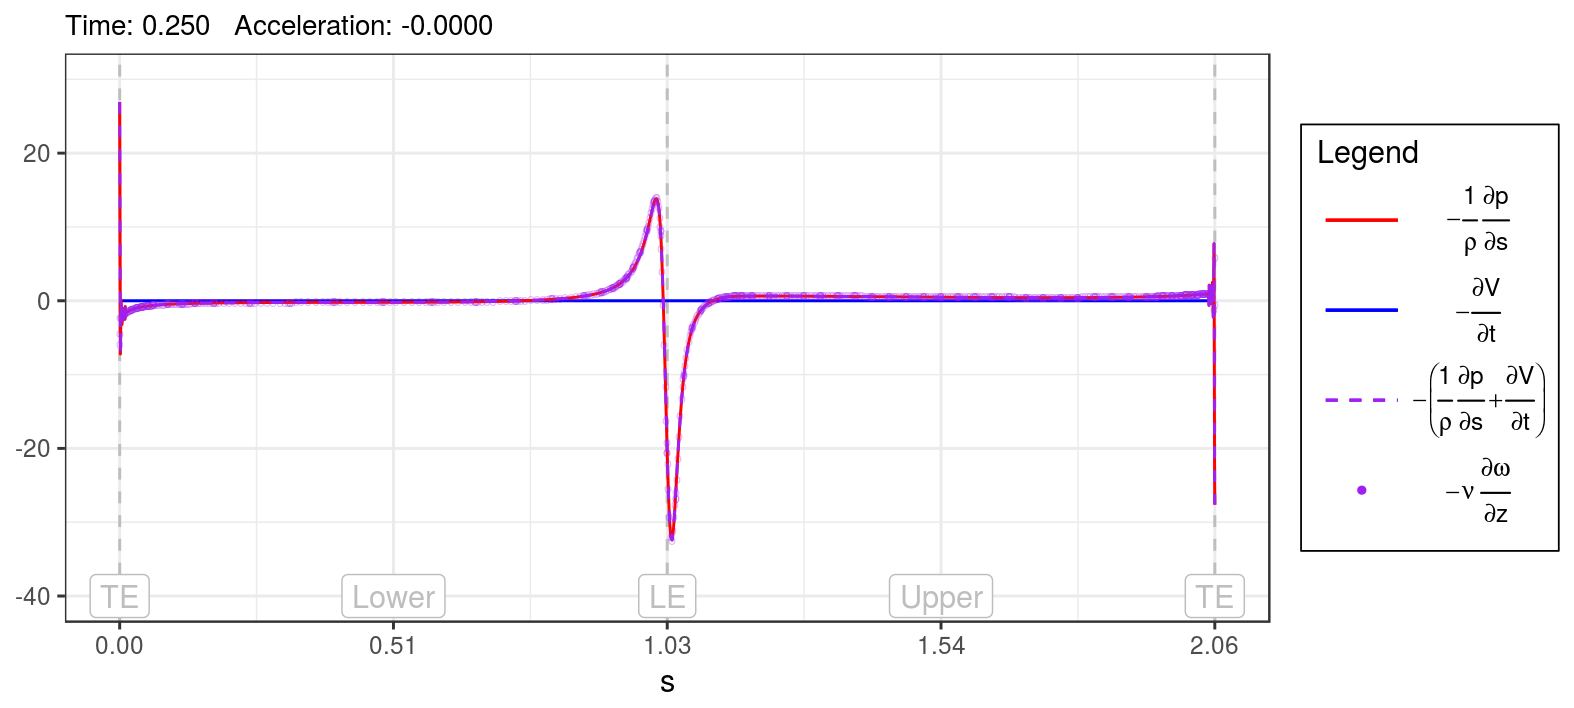 Time: 0.250 Acceleration: -0.0000
20
0
-20
-40
TE Lower LE Upper TE
0.00 0.51 1.03 1.54 2.06
s
Legend
−1/ρ ∂p/∂s
−∂V/∂t
−(1/ρ ∂p/∂s + ∂V/∂t)
−ν ∂ω/∂z